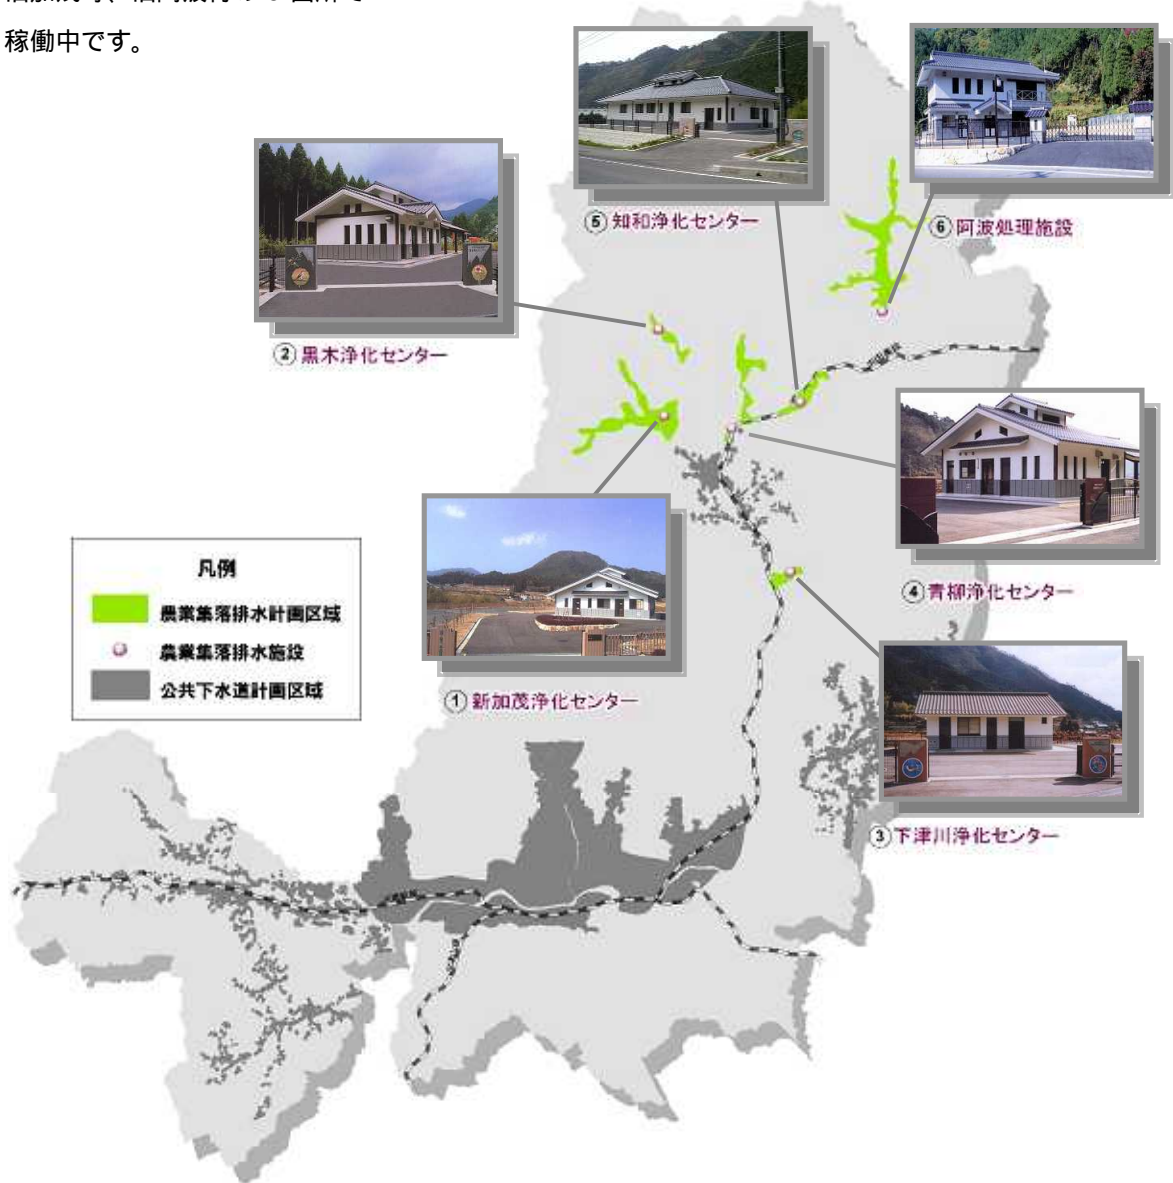 稼働中です。
⑤ 知和浄化センター
⑥ 阿波処理施設
② 黒木浄化センター
④ 青柳浄化センター
① 新加茂浄化センター
③ 下津川浄化センター
凡例
農業集落排水計画区域
農業集落排水施設
公共下水道計画区域